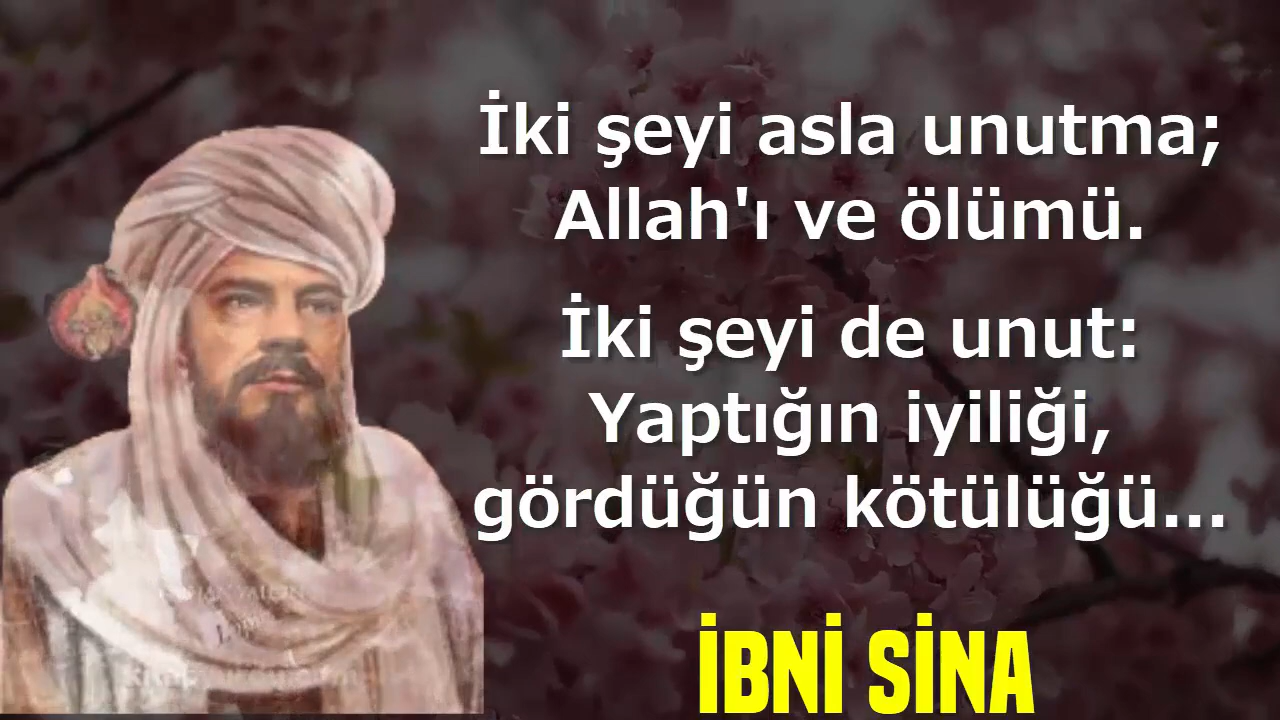 İki şeyi asla unutma;
Allah'ı ve ölümü.
İki şeyi de unut:
Yaptığın iyiliği,
gördüğün kötülüğü...
İBNİ SİNA